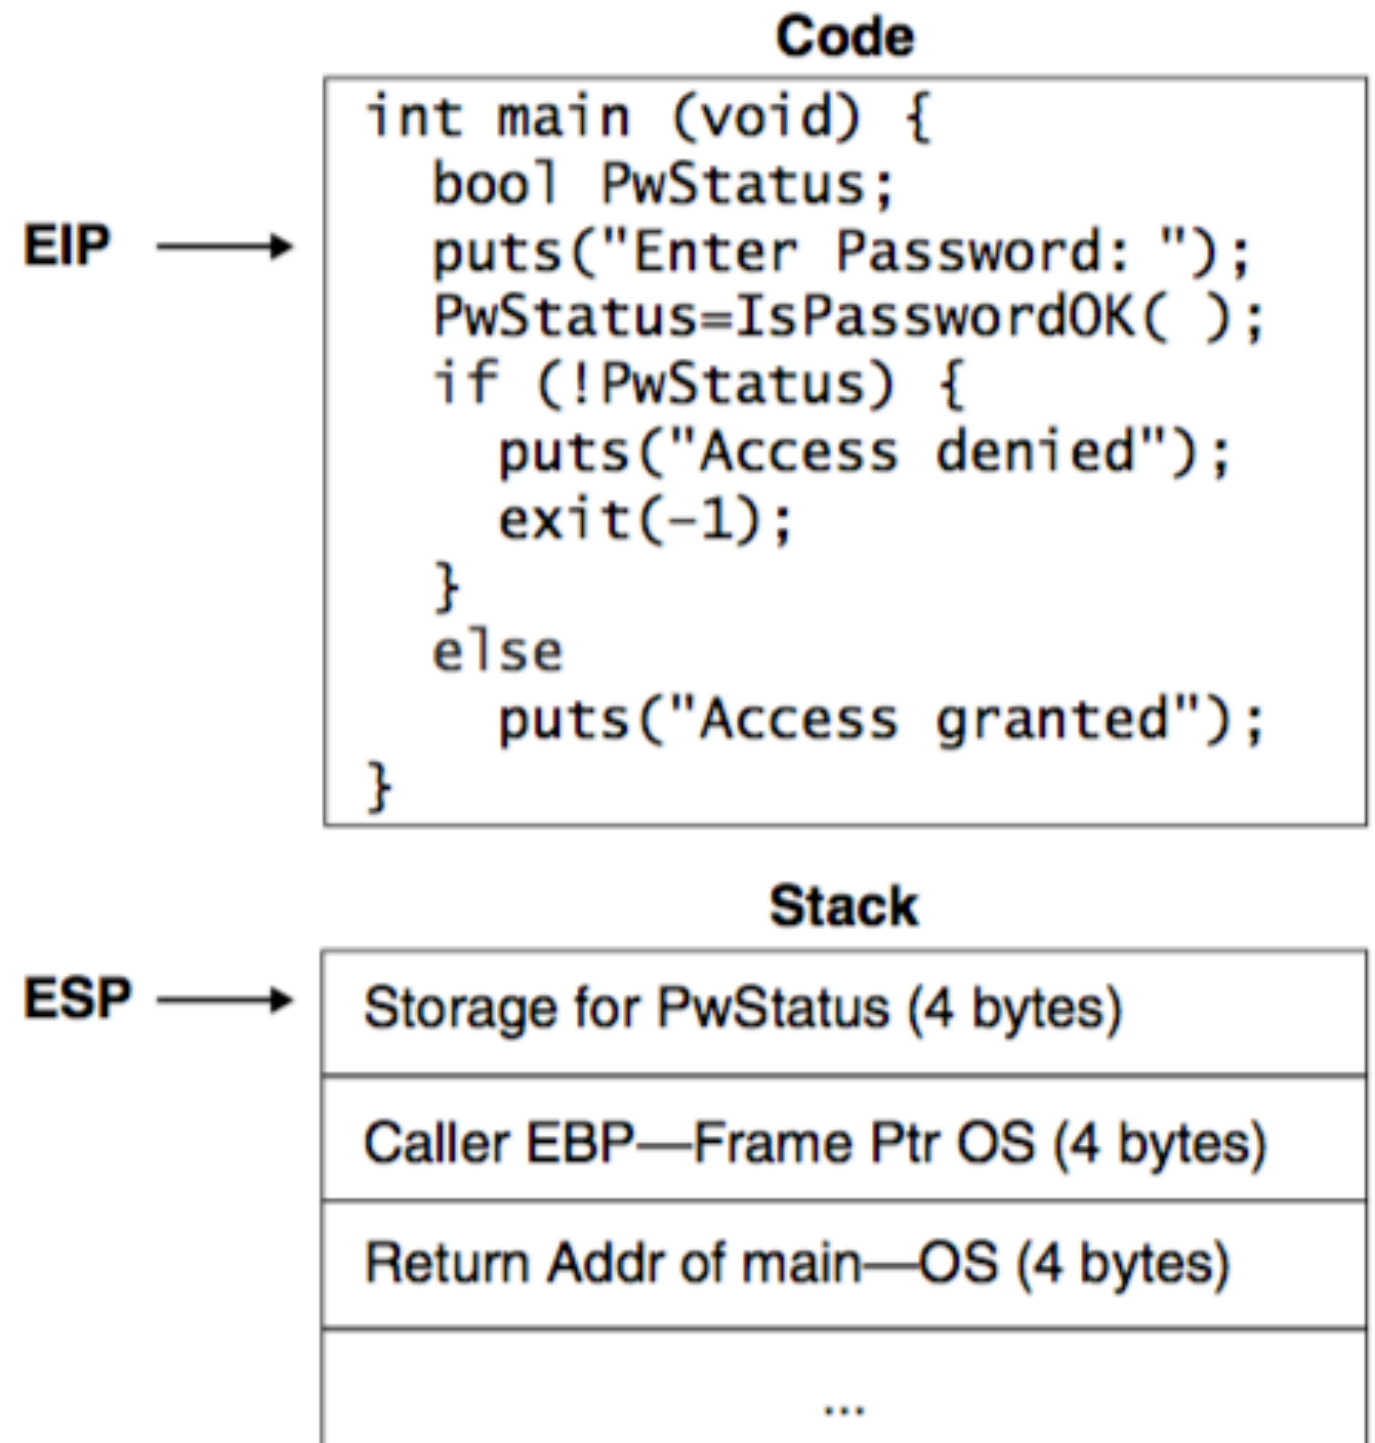 Code
int main (void) {
bool PwStatus;
EIP
puts("Enter Password: ");
PwStatus=IsPasswordOK( );
if (!PwStatus) {
puts("Access denied");
exit(-1);
}
else
puts("Access granted");
}
Stack
ESP
Storage for PwStatus (4 bytes)
Caller EBP—Frame Ptr OS (4 bytes)
Return Addr of main—OS (4 bytes)
...